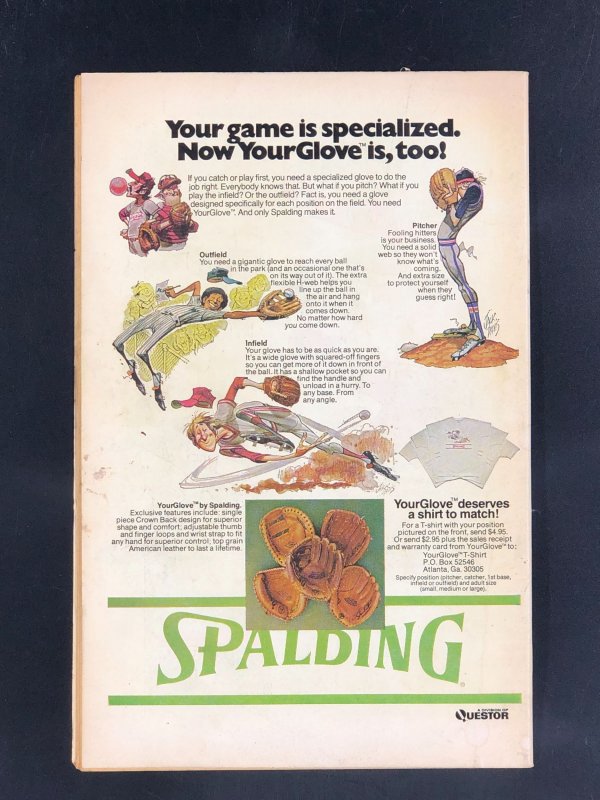 Your game is specialized.
Now YourGlove™ is, too!
If you catch or play first, you need a specialized glove to do the
job right. Everybody knows that. But what if you pitch? What if you
play the infield? Or the outfield? Fact is, you need a glove
designed specifically for each position on the field. You need
YourGlove™. And only Spalding makes it.
Pitcher
Fooling hitters
is your business.
You need a solid
web so they won't
know what's
coming.
And extra size
to protect yourself
when they
guess right!
Outfield
You need a gigantic glove to reach every ball
in the park (and an occasional one that's
on its way out of it). The extra
flexible H-web helps you
line up the ball in
the air and hang
onto it when it
comes down.
No matter how hard
you come down.
Infield
Your glove has to be as quick as you are.
It's a wide glove with squared-off fingers
so you can get more of it down in front of
the ball. It has a shallow pocket so you can
find the handle and
unload in a hurry. To
any base. From
any angle.
YourGlove™ by Spalding.
Exclusive features include: single
piece Crown Back design for superior
shape and comfort; adjustable thumb
and finger loops and wrist strap to fit
any hand for superior control; top grain
American leather to last a lifetime.
YourGlove™ deserves
a shirt to match!
For a T-shirt with your position
pictured on the front, send $4.95.
Or send $2.95 plus the sales receipt
and warranty card from YourGlove™ to:
YourGlove™ T-Shirt
P.O. Box 52546
Atlanta, Ga. 30305
Specify position (pitcher, catcher, 1st base,
infield or outfield) and adult size
(small, medium or large).
SPALDING®
A DIVISION OF
QUESTOR